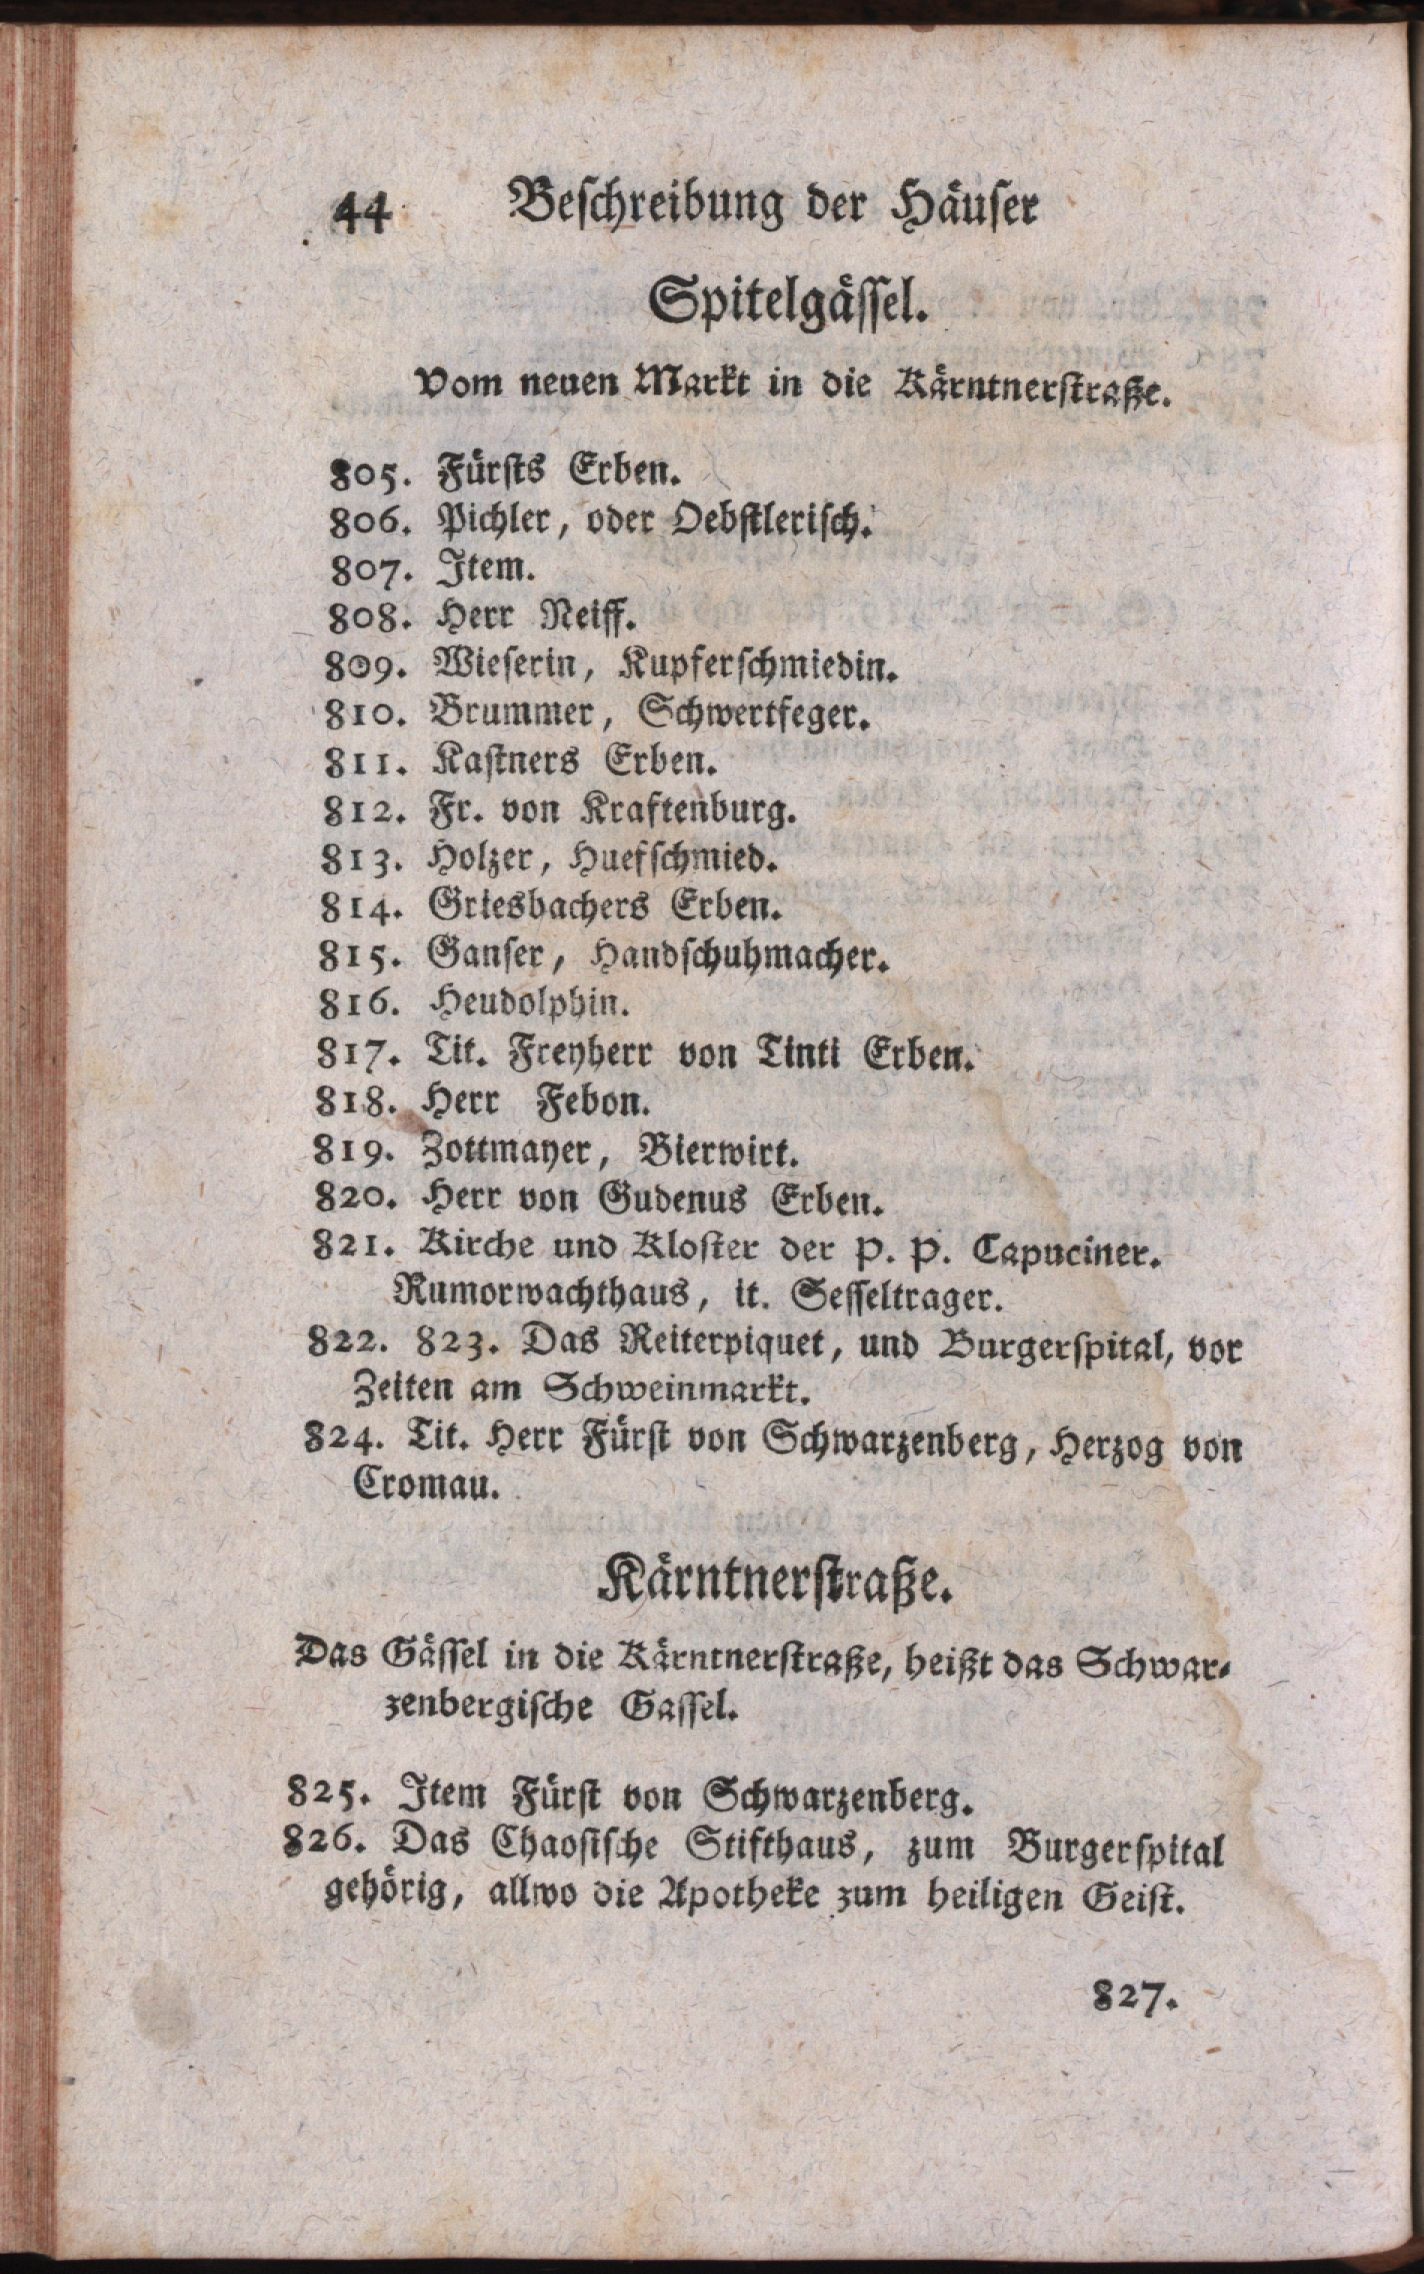 44 Beschreibung der Häuser
Spitelgässel.
Vom neuen Markt in die Kärntnerstraße.
805. Fürsts Erben.
806. Pichler, oder Oebstlerisch.
807. Item.
808. Herr Neiff.
809. Wieserin, Kupferschmiedin.
810. Brummer, Schwertfeger.
811. Kastners Erben.
812. Fr. von Kraftenburg.
813. Holzer, Huefschmied.
814. Griesbachers Erben.
815. Ganser, Handschuhmacher.
816. Heudolphin.
817. Tit. Freyherr von Tinti Erben.
818. Herr Febon.
819. Zottmayer, Bierwirt.
820. Herr von Gudenus Erben.
821. Kirche und Kloster der P. P. Capuciner.
Rumorwachthaus, it. Sesseltrager.
822. 823. Das Reiterpiquet, und Burgerspital, vor
Zeiten am Schweinmarkt.
824. Tit. Herr Fürst von Schwarzenberg, Herzog von
Cromau.
Kärntnerstraße.
Das Gässel in die Kärntnerstraße, heißt das Schwar-
zenbergische Gassel.
825. Item Fürst von Schwarzenberg.
826. Das Chaosische Stifthaus, zum Burgerspital
gehörig, allwo die Apotheke zum heiligen Geist.
827.